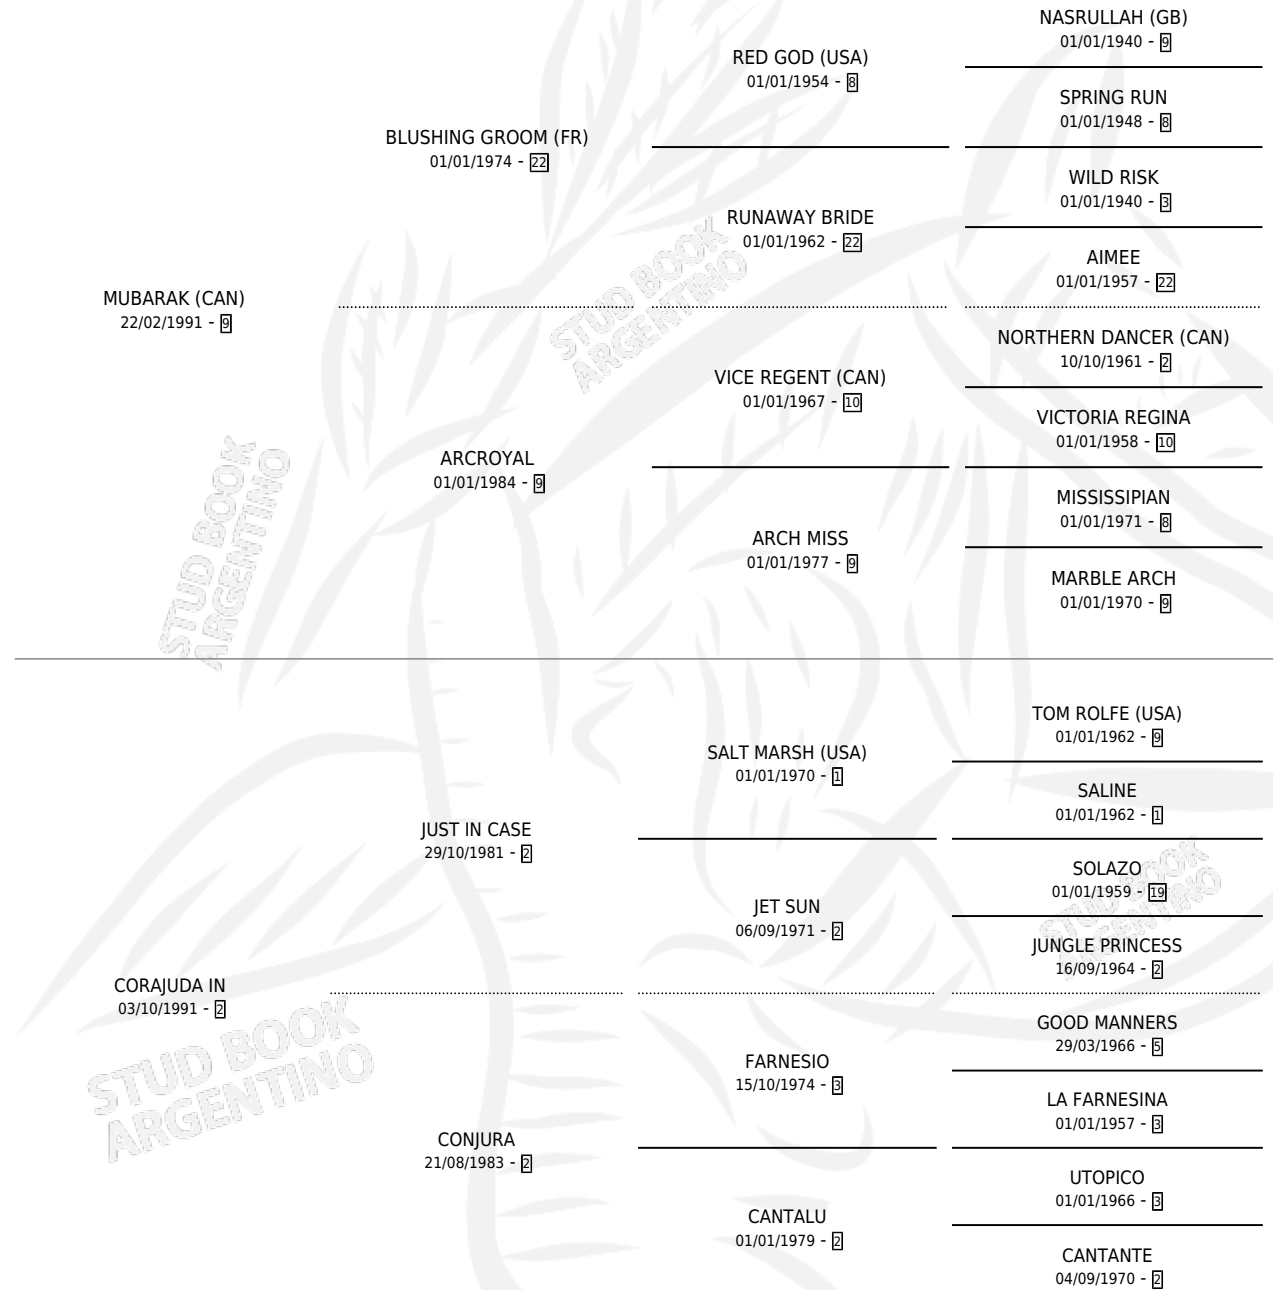 NASRULLAH (GB)
01/01/1940 - 9
RED GOD (USA)
01/01/1954 - 8
SPRING RUN
01/01/1948 - 8
BLUSHING GROOM (FR)
01/01/1974 - 22
WILD RISK
01/01/1940 - 3
RUNAWAY BRIDE
01/01/1962 - 22
AIMEE
01/01/1957 - 22
MUBARAK (CAN)
22/02/1991 - 9
NORTHERN DANCER (CAN)
10/10/1961 - 2
VICE REGENT (CAN)
01/01/1967 - 10
VICTORIA REGINA
01/01/1958 - 10
ARCROYAL
01/01/1984 - 9
MISSISSIPIAN
01/01/1971 - 8
ARCH MISS
01/01/1977 - 9
MARBLE ARCH
01/01/1970 - 9
TOM ROLFE (USA)
01/01/1962 - 9
SALT MARSH (USA)
01/01/1970 - 1
SALINE
01/01/1962 - 1
JUST IN CASE
29/10/1981 - 2
SOLAZO
01/01/1959 - 19
JET SUN
06/09/1971 - 2
JUNGLE PRINCESS
16/09/1964 - 2
CORAJUDA IN
03/10/1991 - 2
GOOD MANNERS
29/03/1966 - 5
FARNESIO
15/10/1974 - 3
LA FARNESINA
01/01/1957 - 3
CONJURA
21/08/1983 - 2
UTOPICO
01/01/1966 - 3
CANTALU
01/01/1979 - 2
CANTANTE
04/09/1970 - 2
STUD BOOK
ARGENTINO
STUD BOOK
ARGENTINO
STUD BOOK
ARGENTINO
STUD BOOK
ARGENTINO